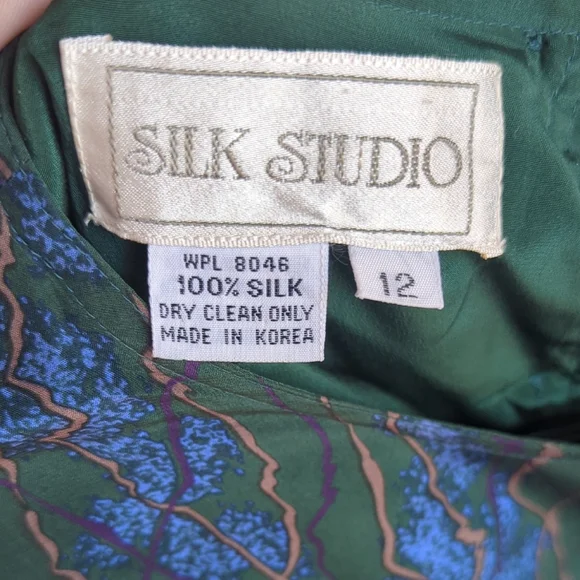 SILK STUDIO
WPL 8046
100% SILK
DRY CLEAN ONLY
MADE IN KOREA
12